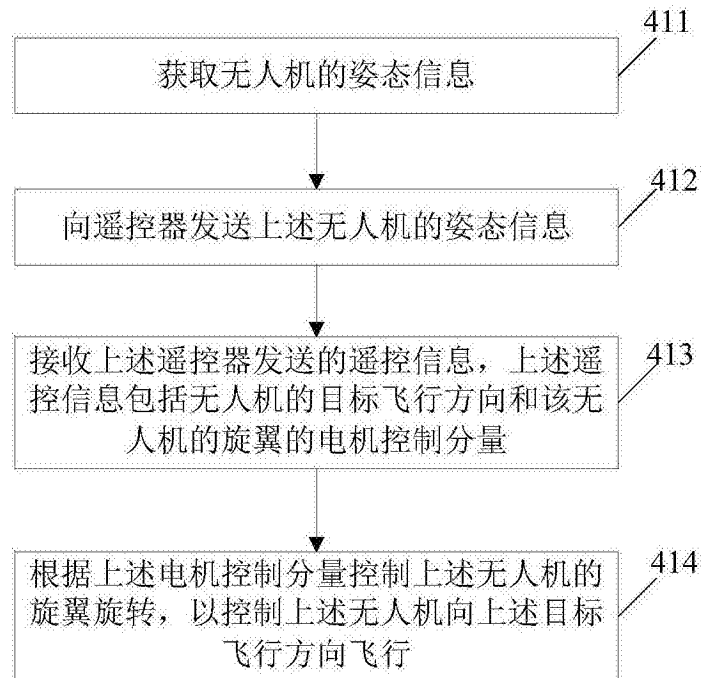 411
获取无人机的姿态信息
412
向遥控器发送上述无人机的姿态信息
413
接收上述遥控器发送的遥控信息，上述遥
控信息包括无人机的目标飞行方向和该无
人机的旋翼的电机控制分量
414
根据上述电机控制分量控制上述无人机的
旋翼旋转，以控制上述无人机向上述目标
飞行方向飞行